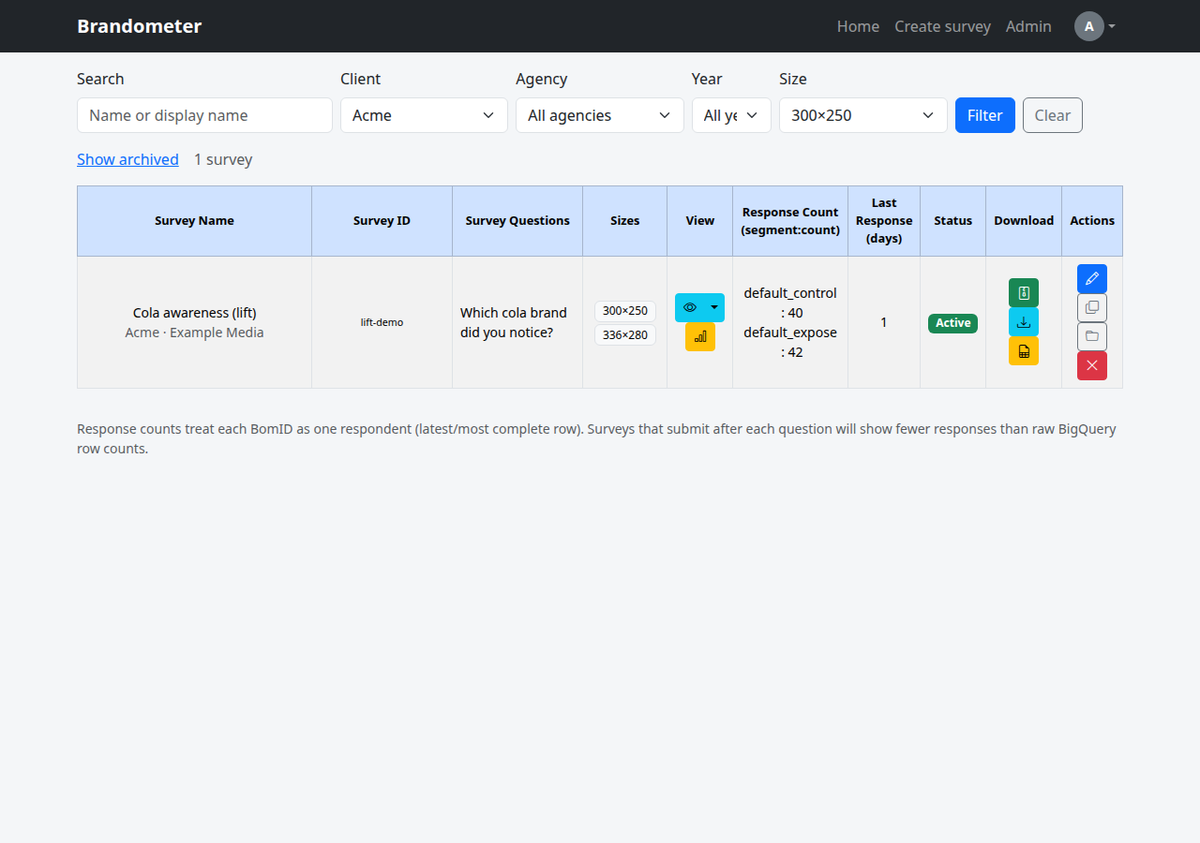 Brandometer
Home Create survey Admin A
Search Client Agency Year Size
Name or display name Acme All agencies All ye 300×250 Filter Clear
Show archived 1 survey
Survey Name Survey ID Survey Questions Sizes View Response Count (segment:count) Last Response (days) Status Download Actions
Cola awareness (lift)
Acme · Example Media
lift-demo
Which cola brand
did you notice?
300×250
336×280
default_control
: 40
default_expose
: 42
1
Active
Response counts treat each BomID as one respondent (latest/most complete row). Surveys that submit after each question will show fewer responses than raw BigQuery
row counts.